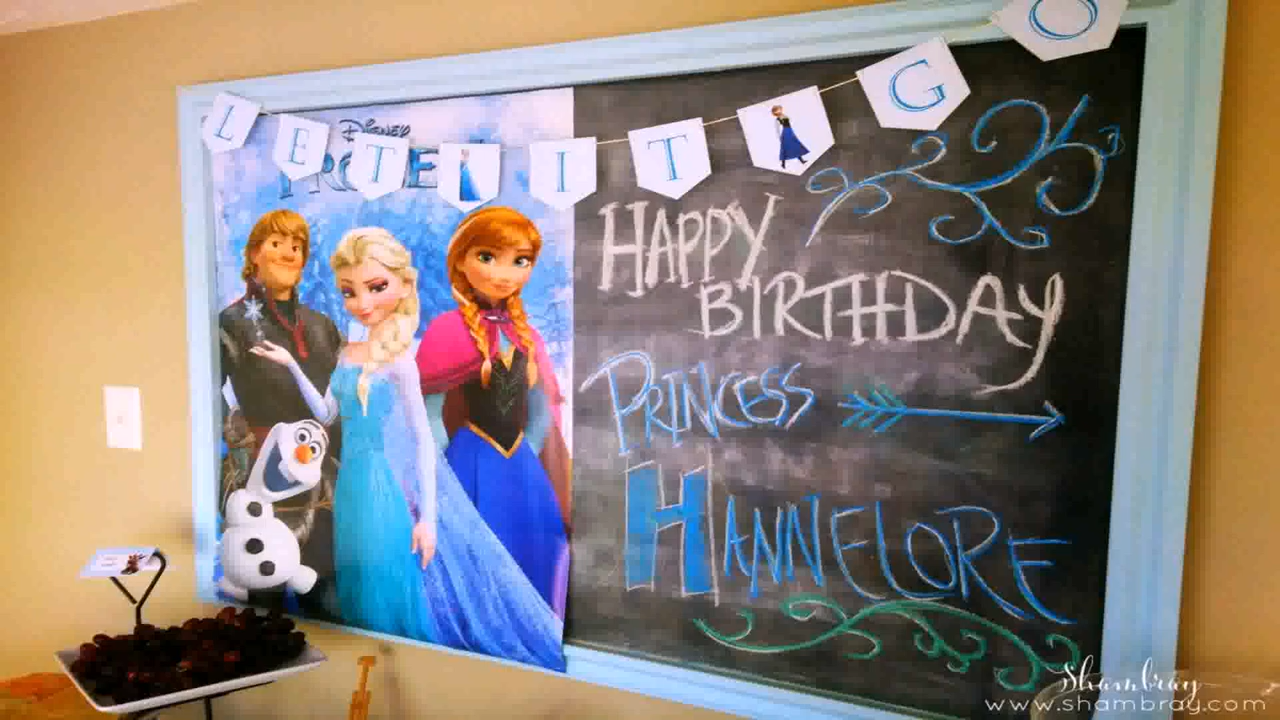 LET IT GO
DISNEY
FROZEN
HAPPY
BIRTHDAY
PRINCESS
HANNELORE
Shambray
www.shambray.com